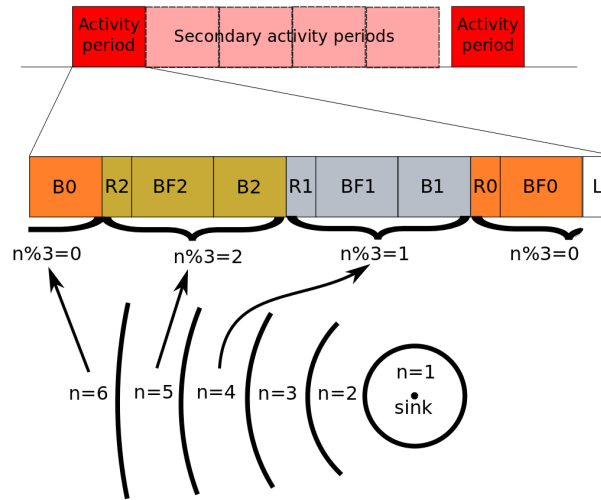 Activity
period
Secondary activity periods
Activity
period
B0 R2 BF2 B2 R1 BF1 B1 R0 BF0 L
n%3=0 n%3=2 n%3=1 n%3=0
n=6 n=5 n=4 n=3 n=2 n=1
sink